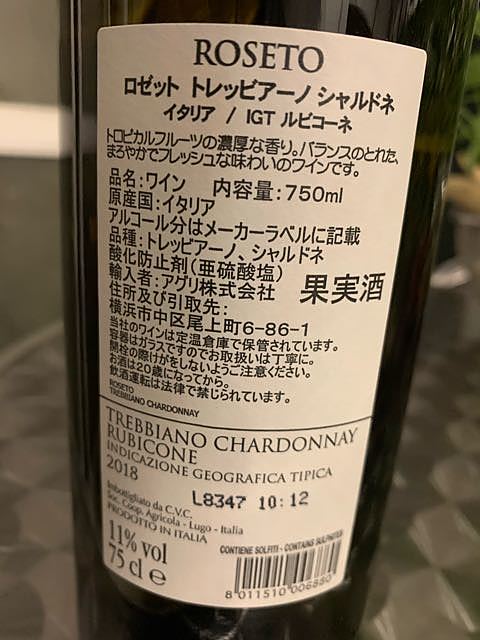 ROSETO
ロゼット トレッビアーノ シャルドネ
イタリア / IGT ルビコーネ
トロピカルフルーツの濃厚な香り。バランスのとれた、
まろやかでフレッシュな味わいのワインです。
品名:ワイン 内容量:750ml
原産国:イタリア
アルコール分はメーカーラベルに記載
品種:トレッビアーノ、シャルドネ
酸化防止剤(亜硫酸塩)
輸入者:アグリ株式会社 果実酒
住所及び引取先:
横浜市中区尾上町6-86-1
当社のワインは定温倉庫で保管されています。
容器はガラスですのでお取扱いは丁寧に。
開栓の際けがをしないようご注意ください。
お酒は20歳になってから。
飲酒運転は法律で禁じられています。
ROSETO
TREBBIANO CHARDONNAY
TREBBIANO CHARDONNAY
RUBICONE
INDICAZIONE GEOGRAFICA TIPICA
2018
L8347 10:12
Imbottigliato da C.V.C.
Soc. Coop. Agricola - Lugo - Italia
PRODOTTO IN ITALIA
11% vol
75 cl e
CONTIENE SOLFITI - CONTAINS SULPHITES
8 011510 006880